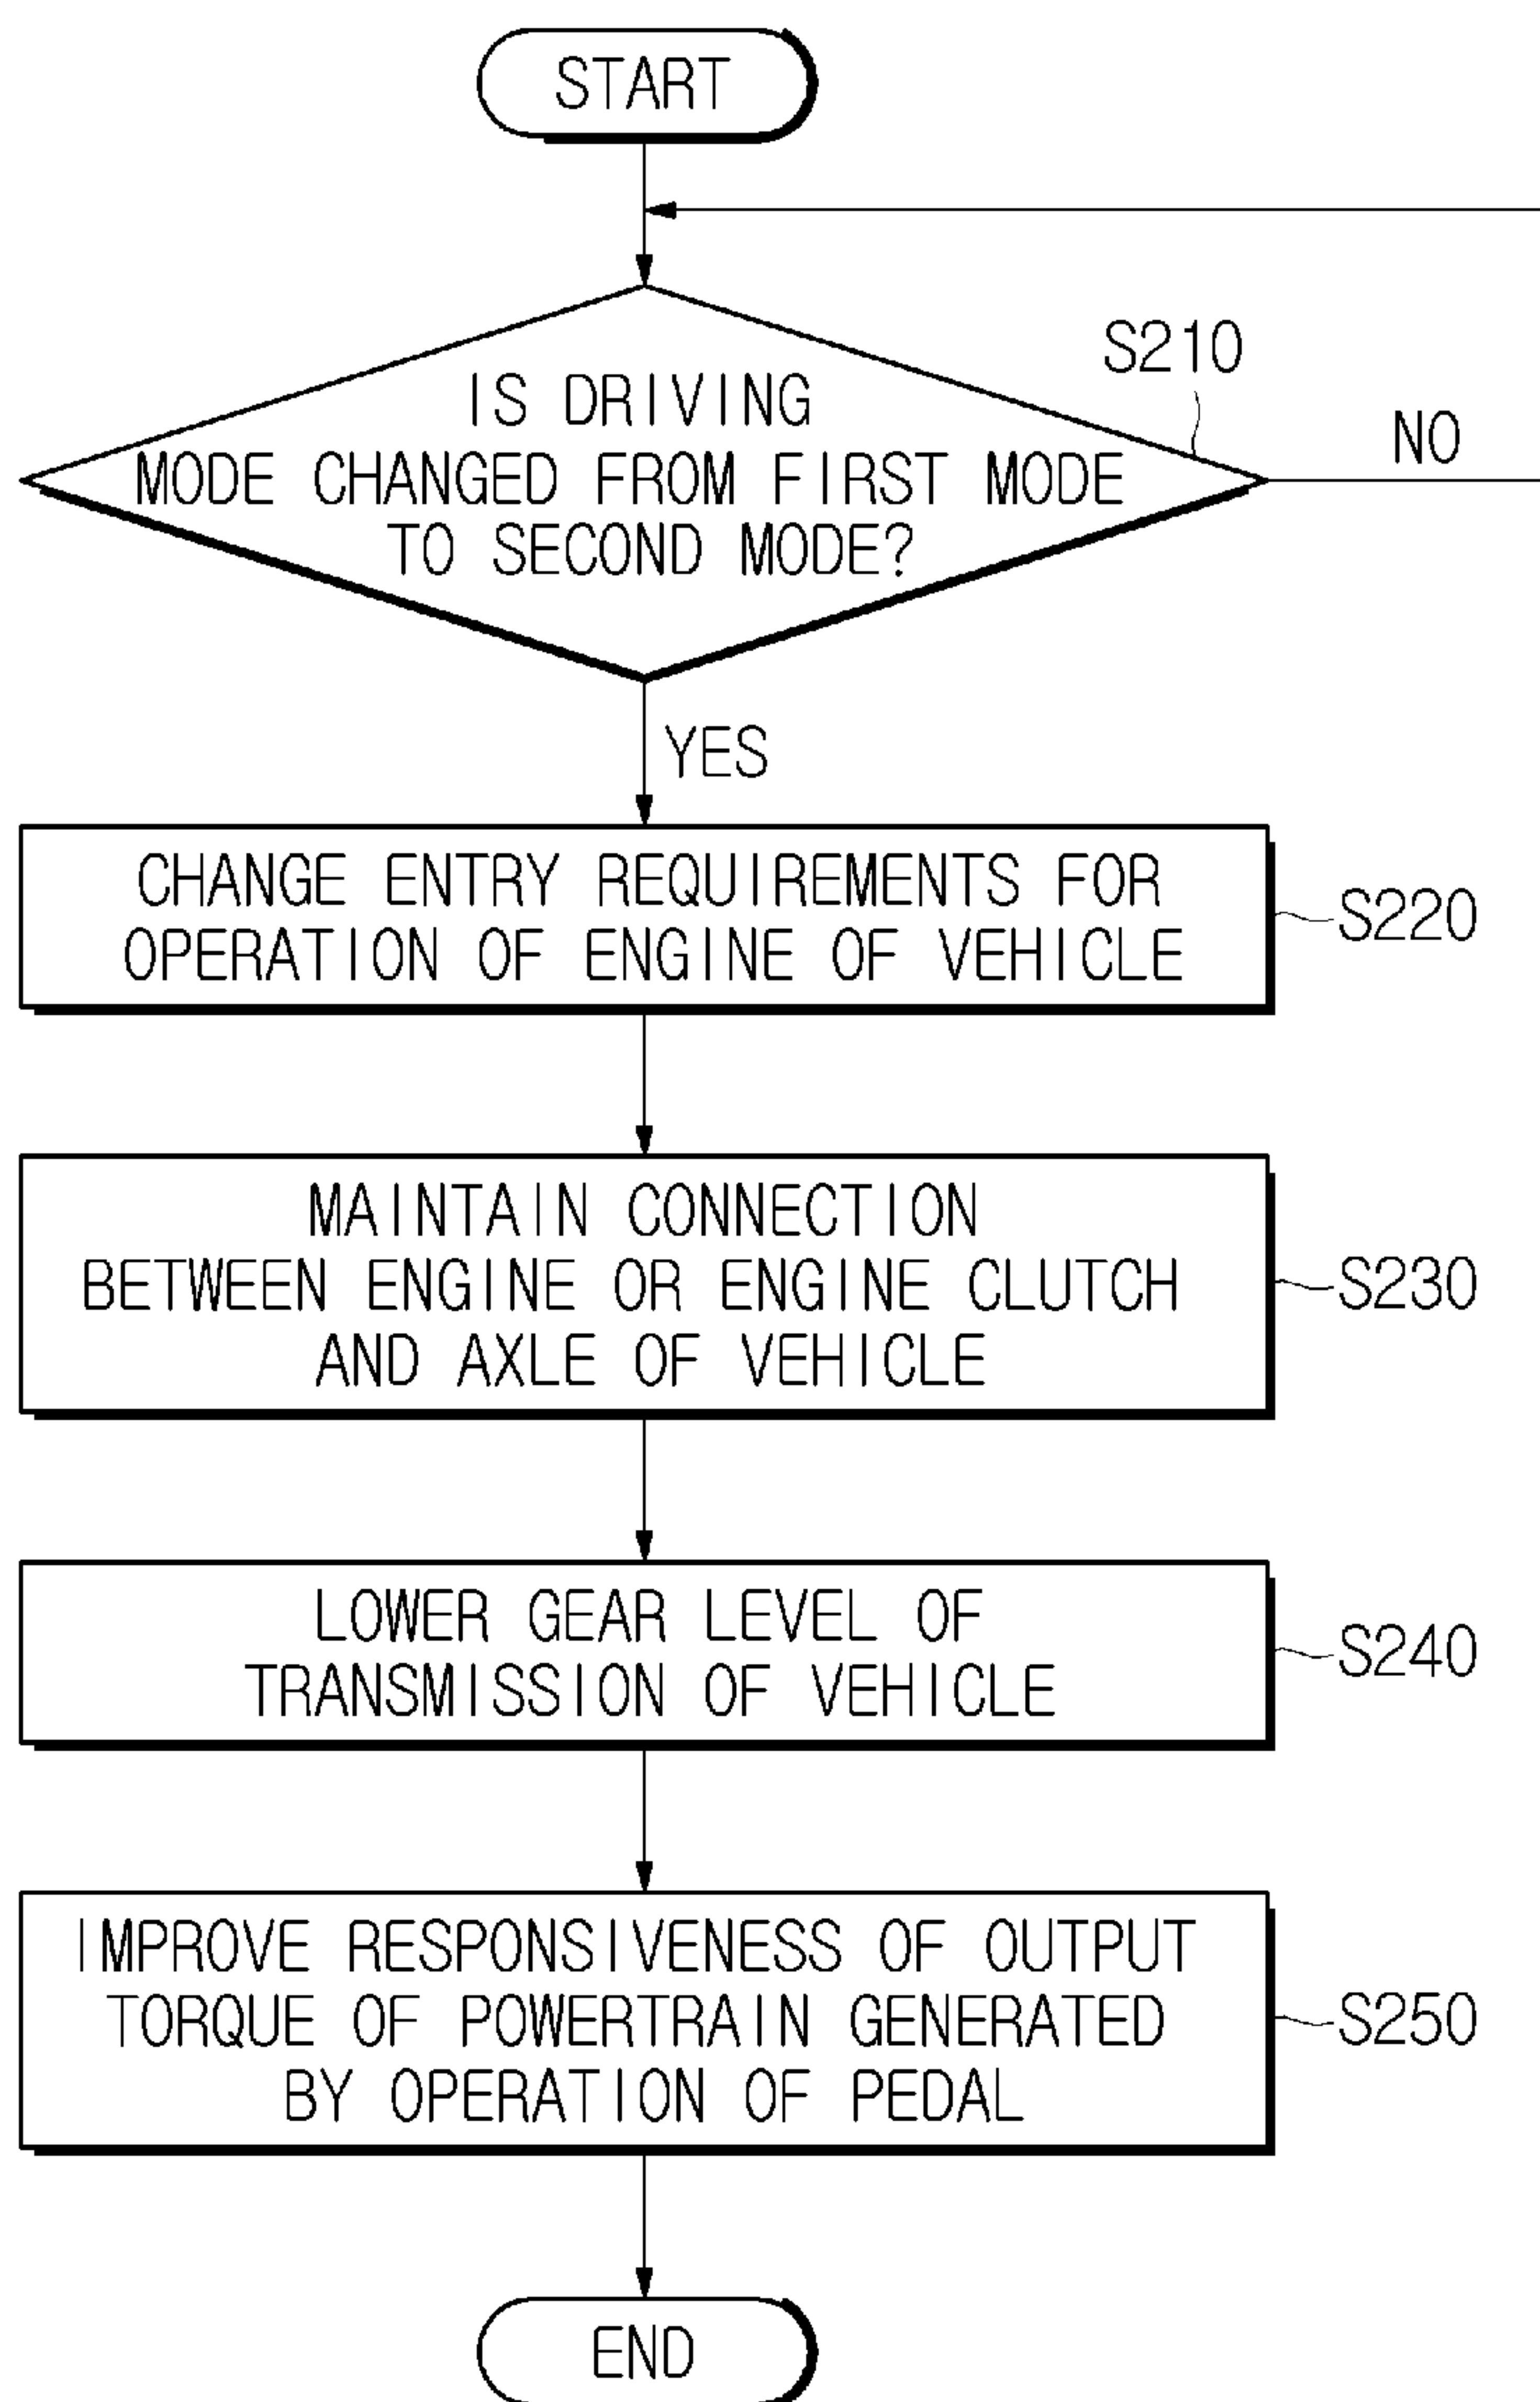 START
IS DRIVING
MODE CHANGED FROM FIRST MODE
TO SECOND MODE?
S210
NO
YES
CHANGE ENTRY REQUIREMENTS FOR
OPERATION OF ENGINE OF VEHICLE
S220
MAINTAIN CONNECTION
BETWEEN ENGINE OR ENGINE CLUTCH
AND AXLE OF VEHICLE
S230
LOWER GEAR LEVEL OF
TRANSMISSION OF VEHICLE
S240
IMPROVE RESPONSIVENESS OF OUTPUT
TORQUE OF POWERTRAIN GENERATED
BY OPERATION OF PEDAL
S250
END